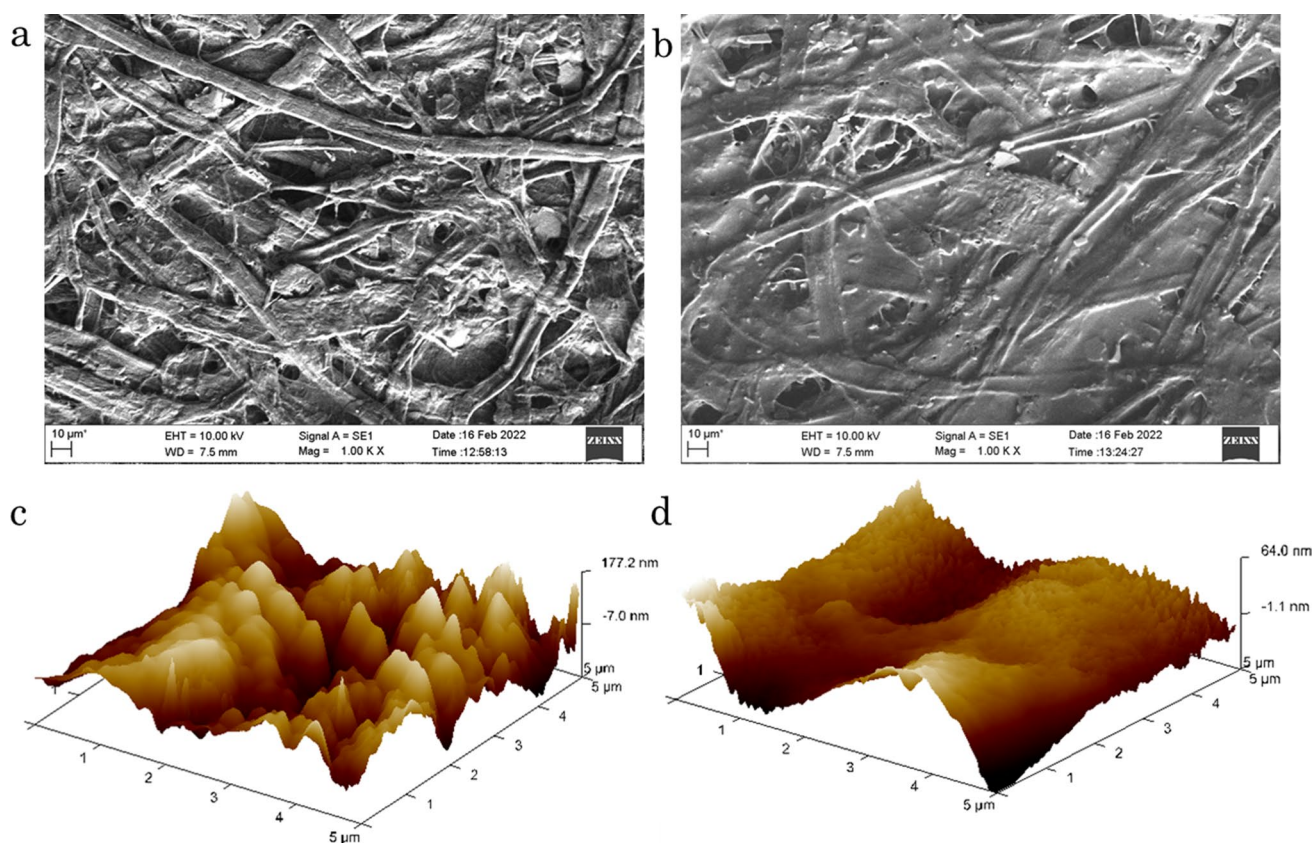 a
b
10 µm*
EHT = 10.00 kV
WD = 7.5 mm
Signal A = SE1
Mag = 1.00 K X
Date :16 Feb 2022
Time :12:58:13
ZEISS
10 µm*
EHT = 10.00 kV
WD = 7.5 mm
Signal A = SE1
Mag = 1.00 K X
Date :16 Feb 2022
Time :13:24:27
ZEISS
c
177.2 nm
-7.0 nm
5 µm
5 µm
4
3
2
1
1
1
2
3
4
5 µm
d
64.0 nm
-1.1 nm
5 µm
5 µm
4
3
2
1
1
1
2
3
4
5 µm